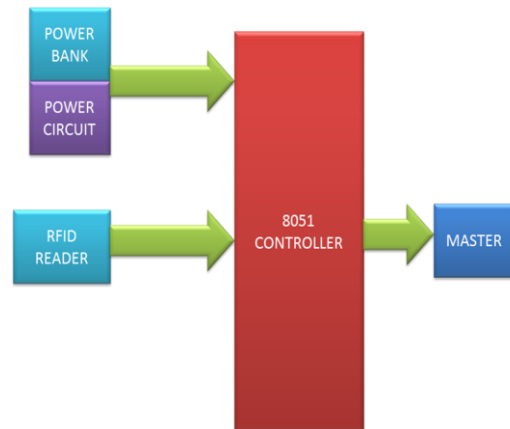 POWER
BANK
POWER
CIRCUIT
RFID
READER
8051
CONTROLLER
MASTER